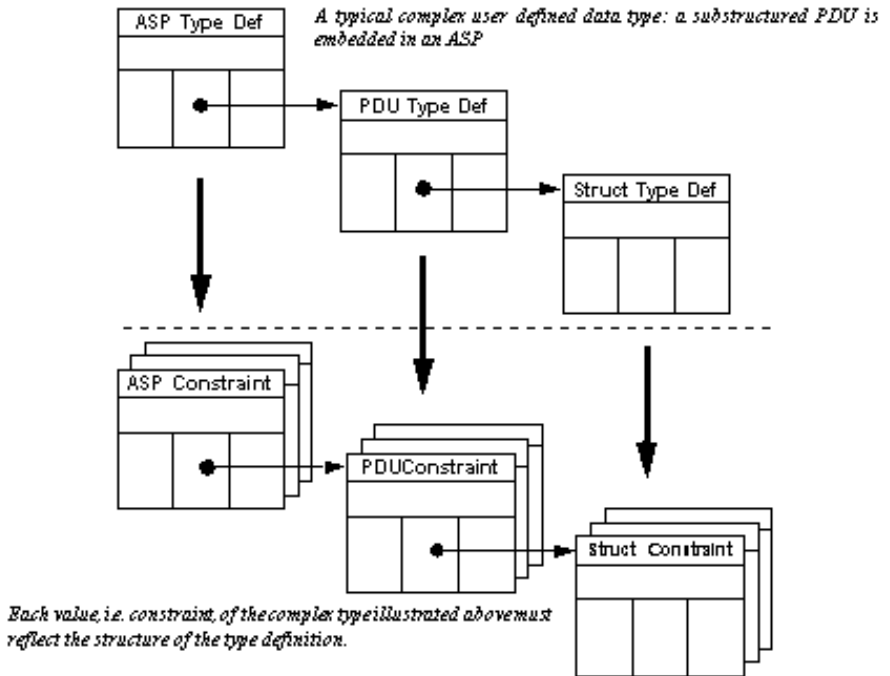 ASP Type Def
A typical complex user defined data type: a substructured PDU is
embedded in an ASP
PDU Type Def
Struct Type Def
ASP Constraint
PDUConstraint
Struct Constraint
Each value, i.e. constraint, of the complex type illustrated above must
reflect the structure of the type definition.